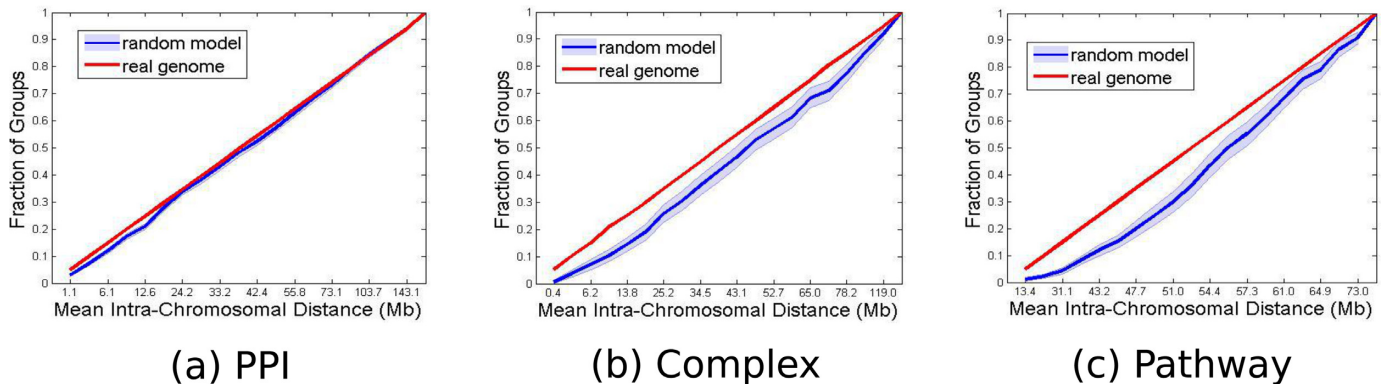 1
0.9
0.8
0.7
0.6
0.5
0.4
0.3
0.2
0.1
0
Fraction of Groups
random model
real genome
1.1 6.1 12.6 24.2 33.2 42.4 55.8 73.1 103.7 143.1
Mean Intra-Chromosomal Distance (Mb)
(a) PPI
1
0.9
0.8
0.7
0.6
0.5
0.4
0.3
0.2
0.1
0
Fraction of Groups
random model
real genome
0.4 6.2 13.8 25.2 34.5 43.1 52.7 65.0 78.2 119.0
Mean Intra-Chromosomal Distance (Mb)
(b) Complex
1
0.9
0.8
0.7
0.6
0.5
0.4
0.3
0.2
0.1
0
Fraction of Groups
random model
real genome
13.4 31.1 43.2 47.7 51.0 54.4 57.3 61.0 64.9 73.0
Mean Intra-Chromosomal Distance (Mb)
(c) Pathway